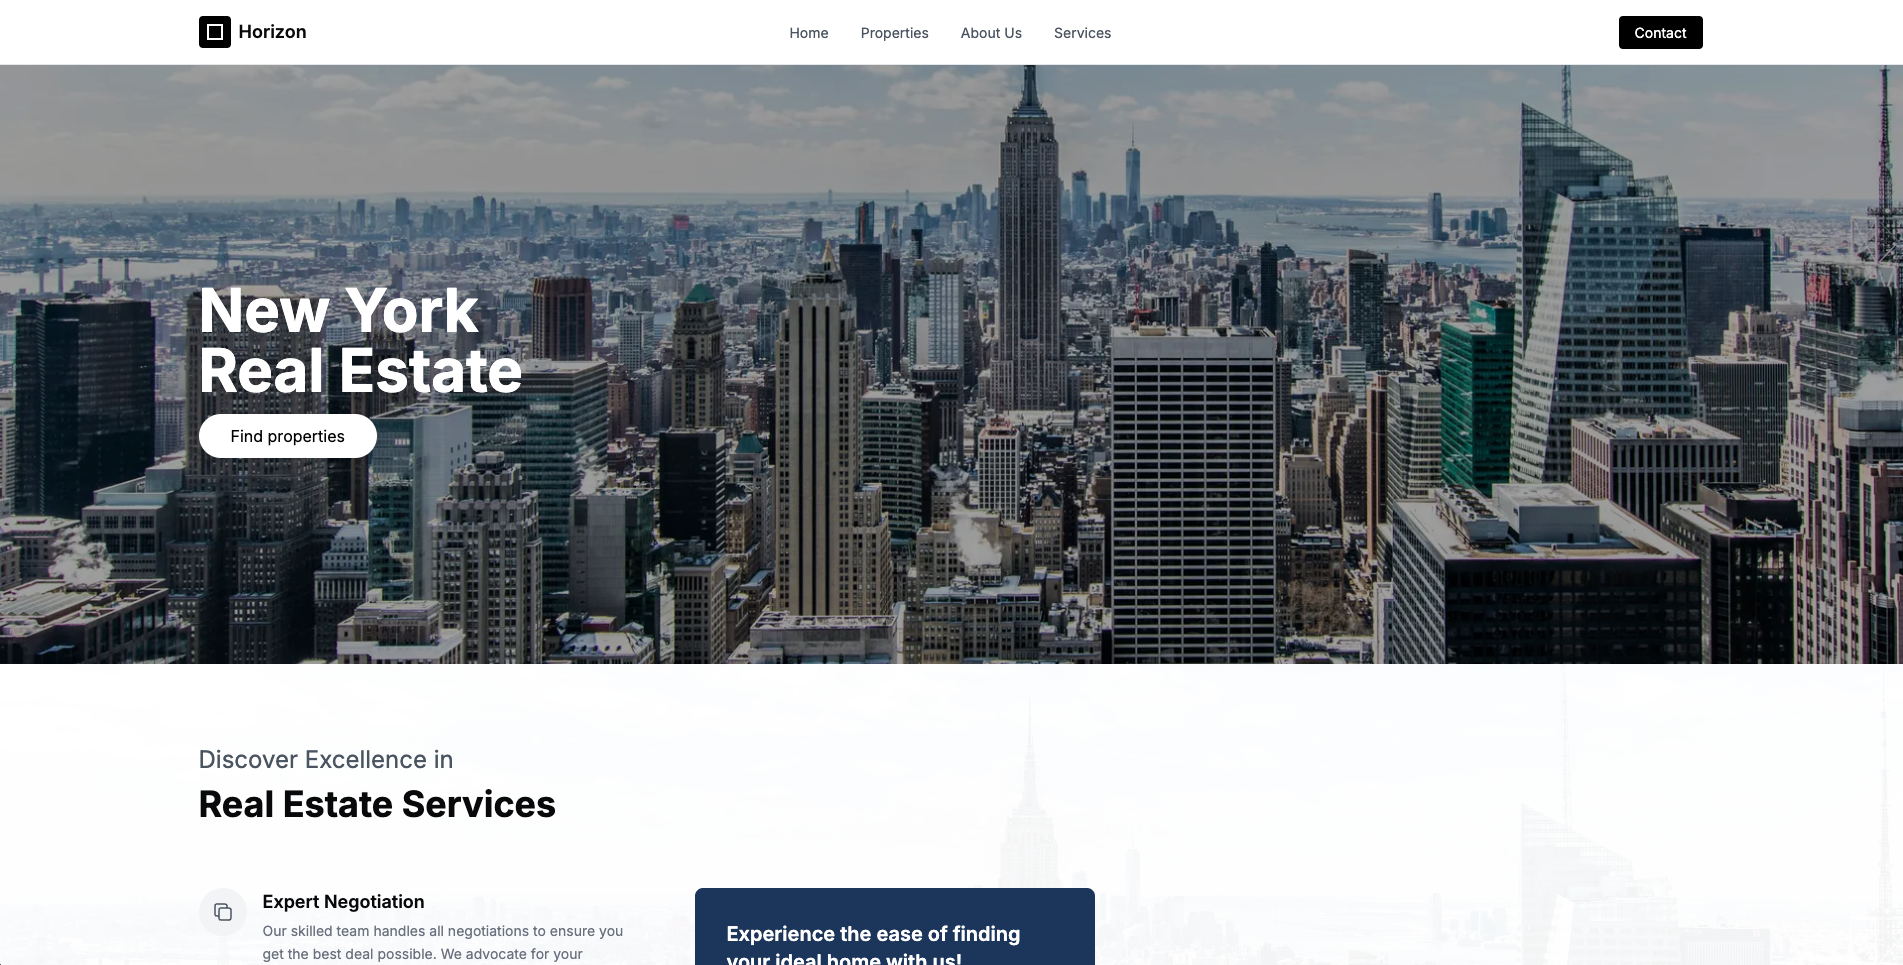 Horizon
Home
Properties
About Us
Services
Contact
New York
Real Estate
Find properties
Discover Excellence in
Real Estate Services
Expert Negotiation
Our skilled team handles all negotiations to ensure you
get the best deal possible. We advocate for your
Experience the ease of finding
your ideal home with us!